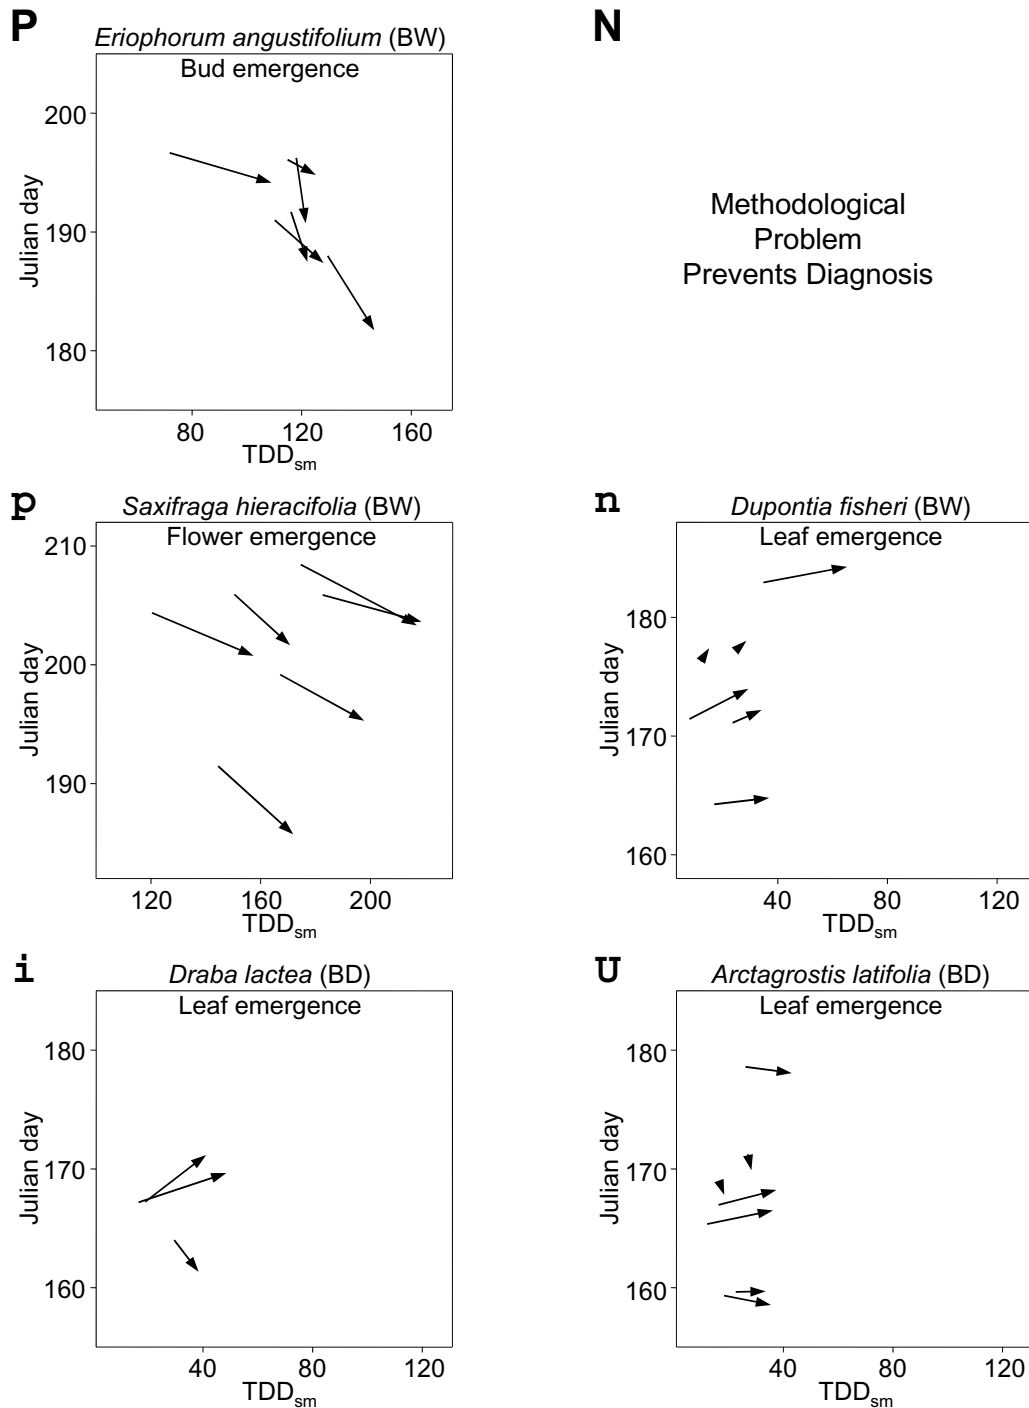 P
N
Eriophorum angustifolium (BW)
Bud emergence
200
190
180
Julian day
80 120 160
TDDsm
Methodological
Problem
Prevents Diagnosis
p
Saxifraga hieracifolia (BW)
Flower emergence
210
200
190
Julian day
120 160 200
TDDsm
n
Dupontia fisheri (BW)
Leaf emergence
180
170
160
Julian day
40 80 120
TDDsm
i
Draba lactea (BD)
Leaf emergence
180
170
160
Julian day
40 80 120
TDDsm
U
Arctagrostis latifolia (BD)
Leaf emergence
180
170
160
Julian day
40 80 120
TDDsm